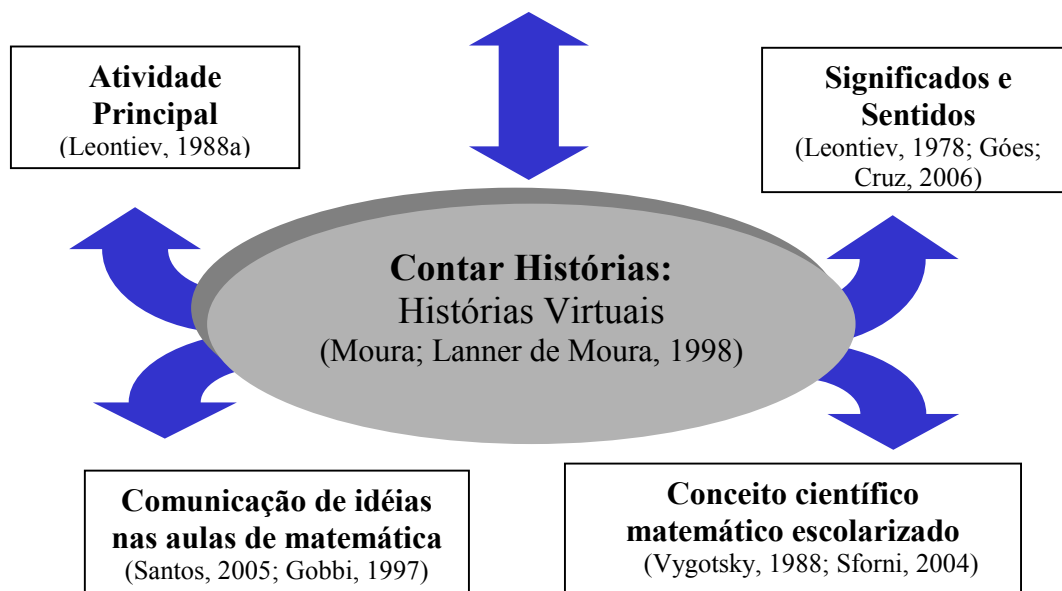 Atividade
Principal
(Leontiev, 1988a)
Significados e
Sentidos
(Leontiev, 1978; Góes;
Cruz, 2006)
Contar Histórias:
Histórias Virtuais
(Moura; Lanner de Moura, 1998)
Comunicação de idéias
nas aulas de matemática
(Santos, 2005; Gobbi, 1997)
Conceito científico
matemático escolarizado
(Vygotsky, 1988; Sforni, 2004)